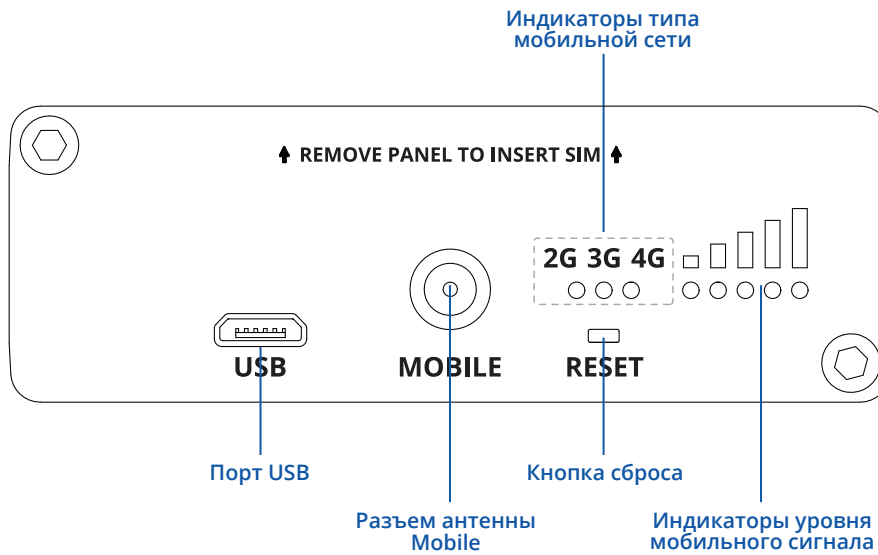 Индикаторы типа
мобильной сети
REMOVE PANEL TO INSERT SIM
2G 3G 4G
USB
MOBILE
RESET
Порт USB
Кнопка сброса
Разъем антенны
Mobile
Индикаторы уровня
мобильного сигнала